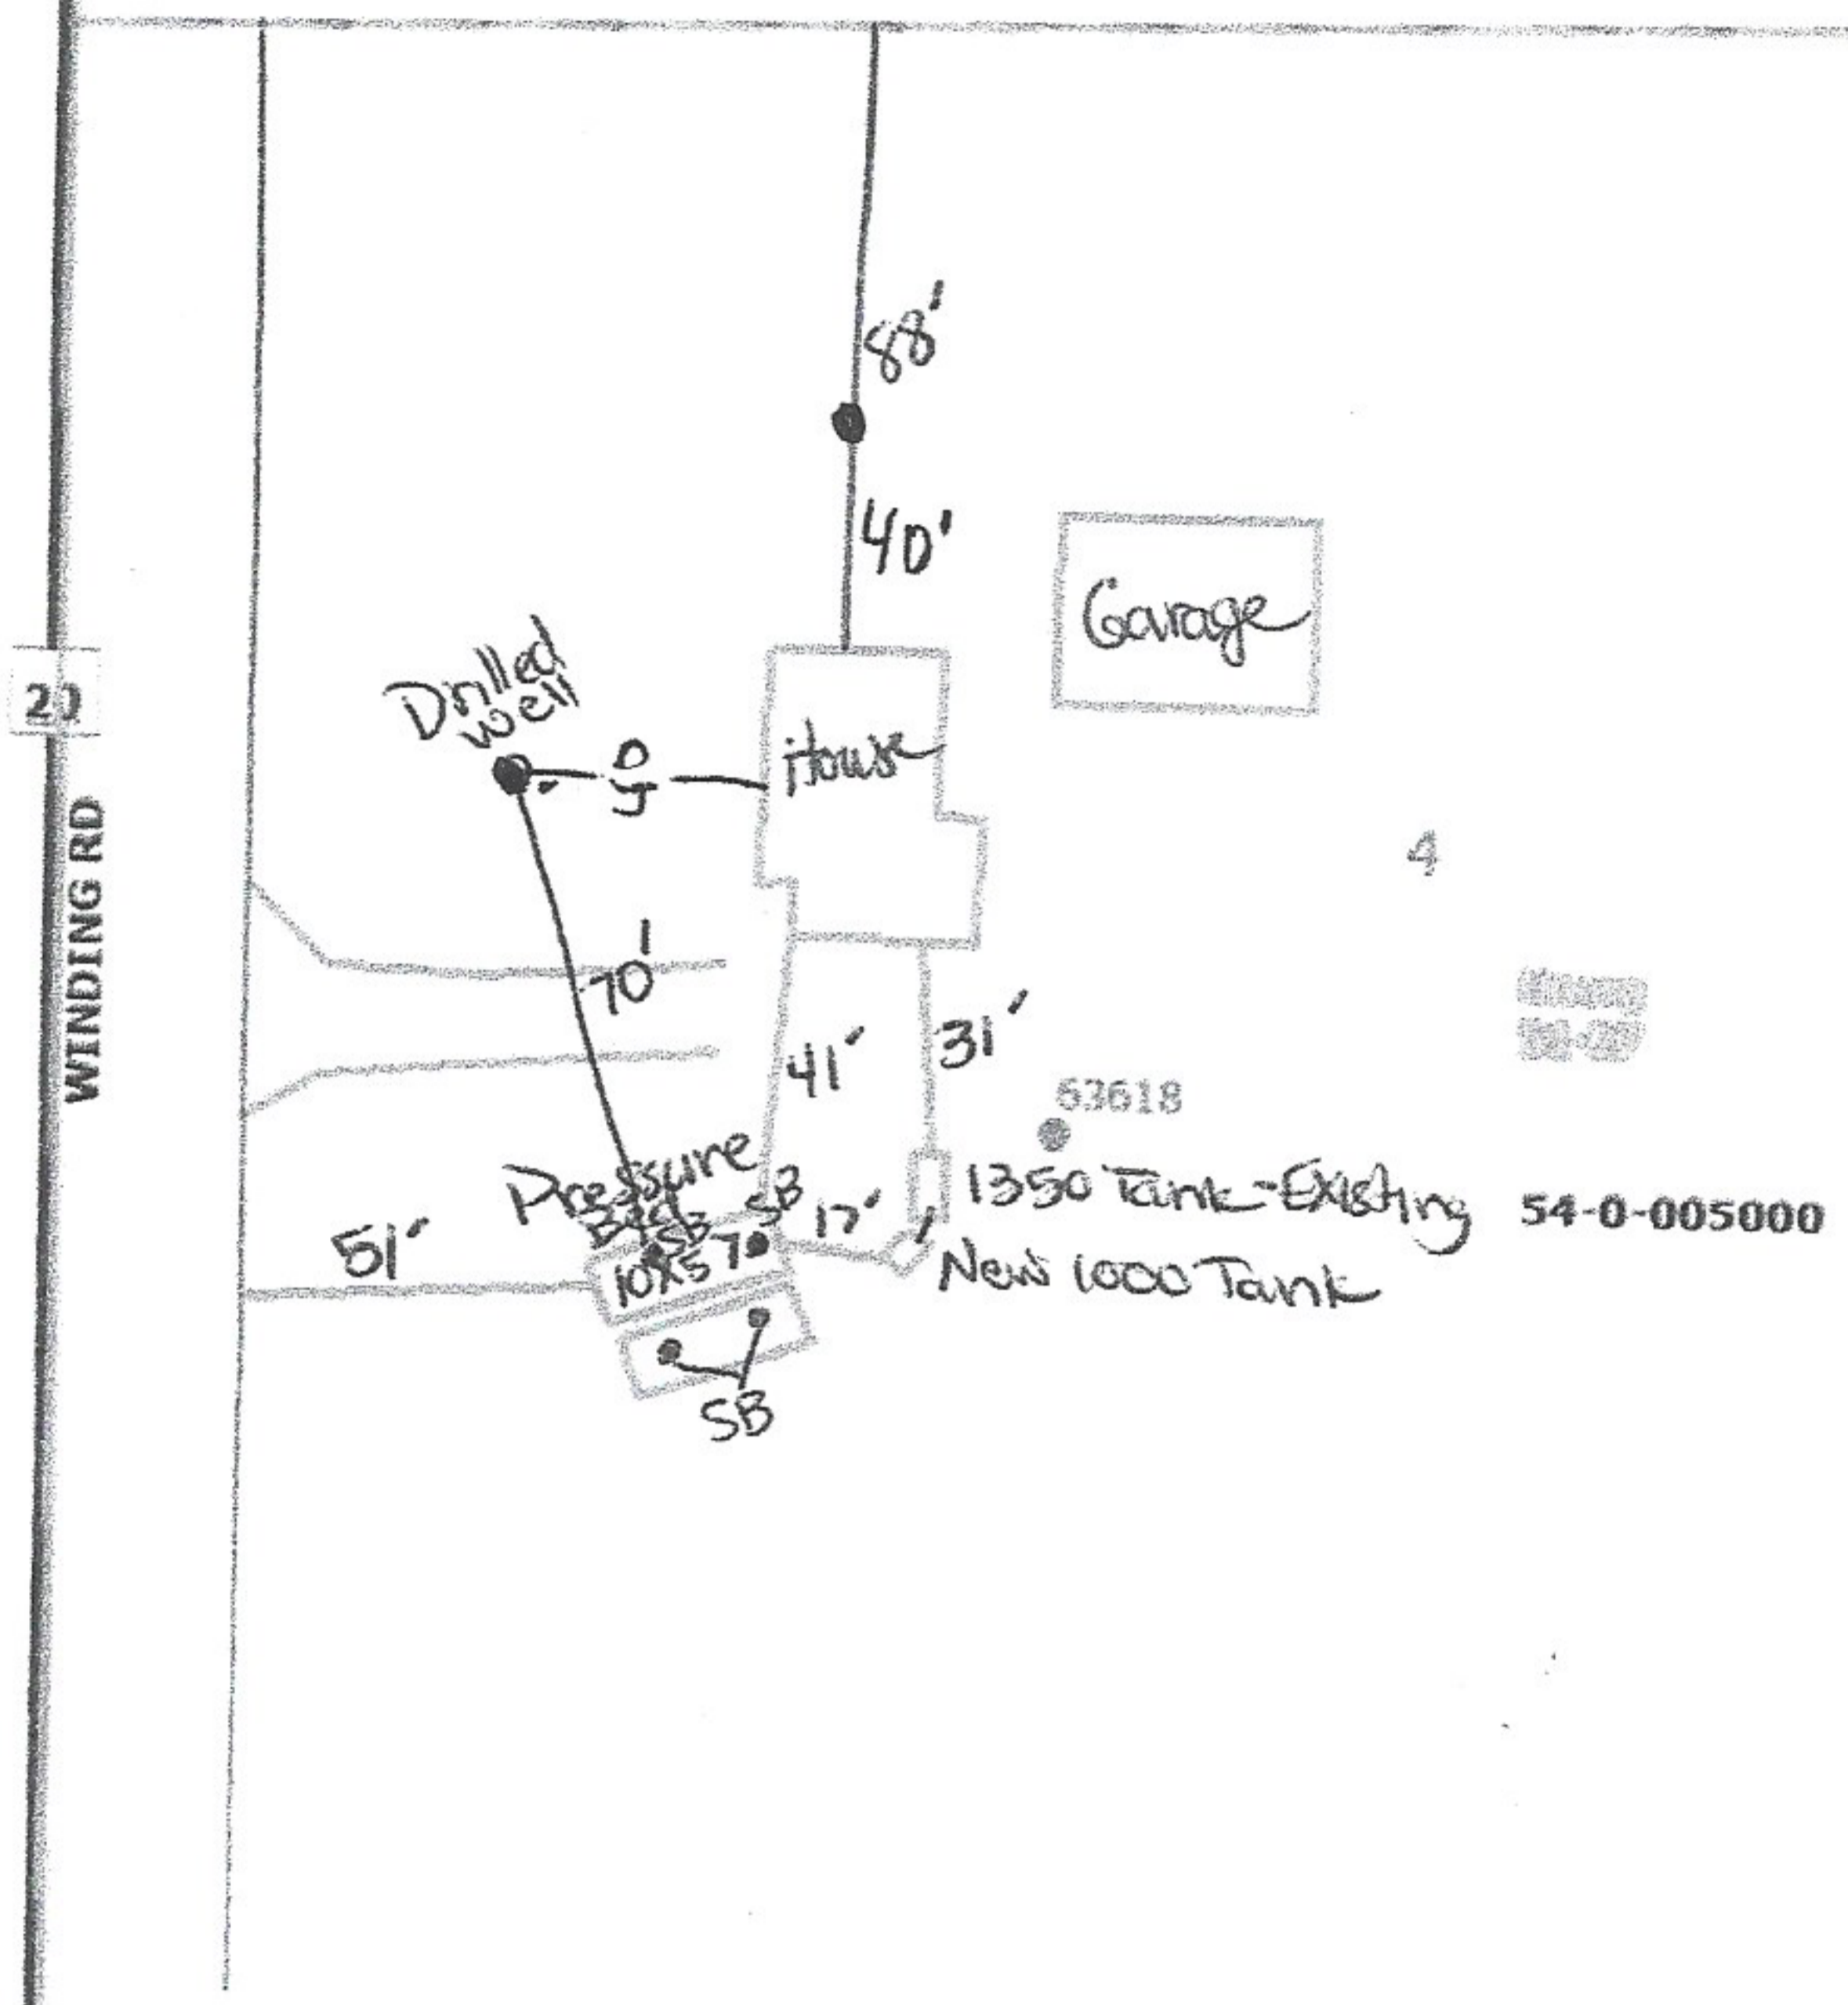 88'
40'
Garage
Drilled
well
20
House
4
WINDING RD
70'
31'
41'
63618
Pressure
Bed
SB
SB
17'
1350 Tank-Existing
54-0-005000
51'
10X57
New 1000 Tank
SB